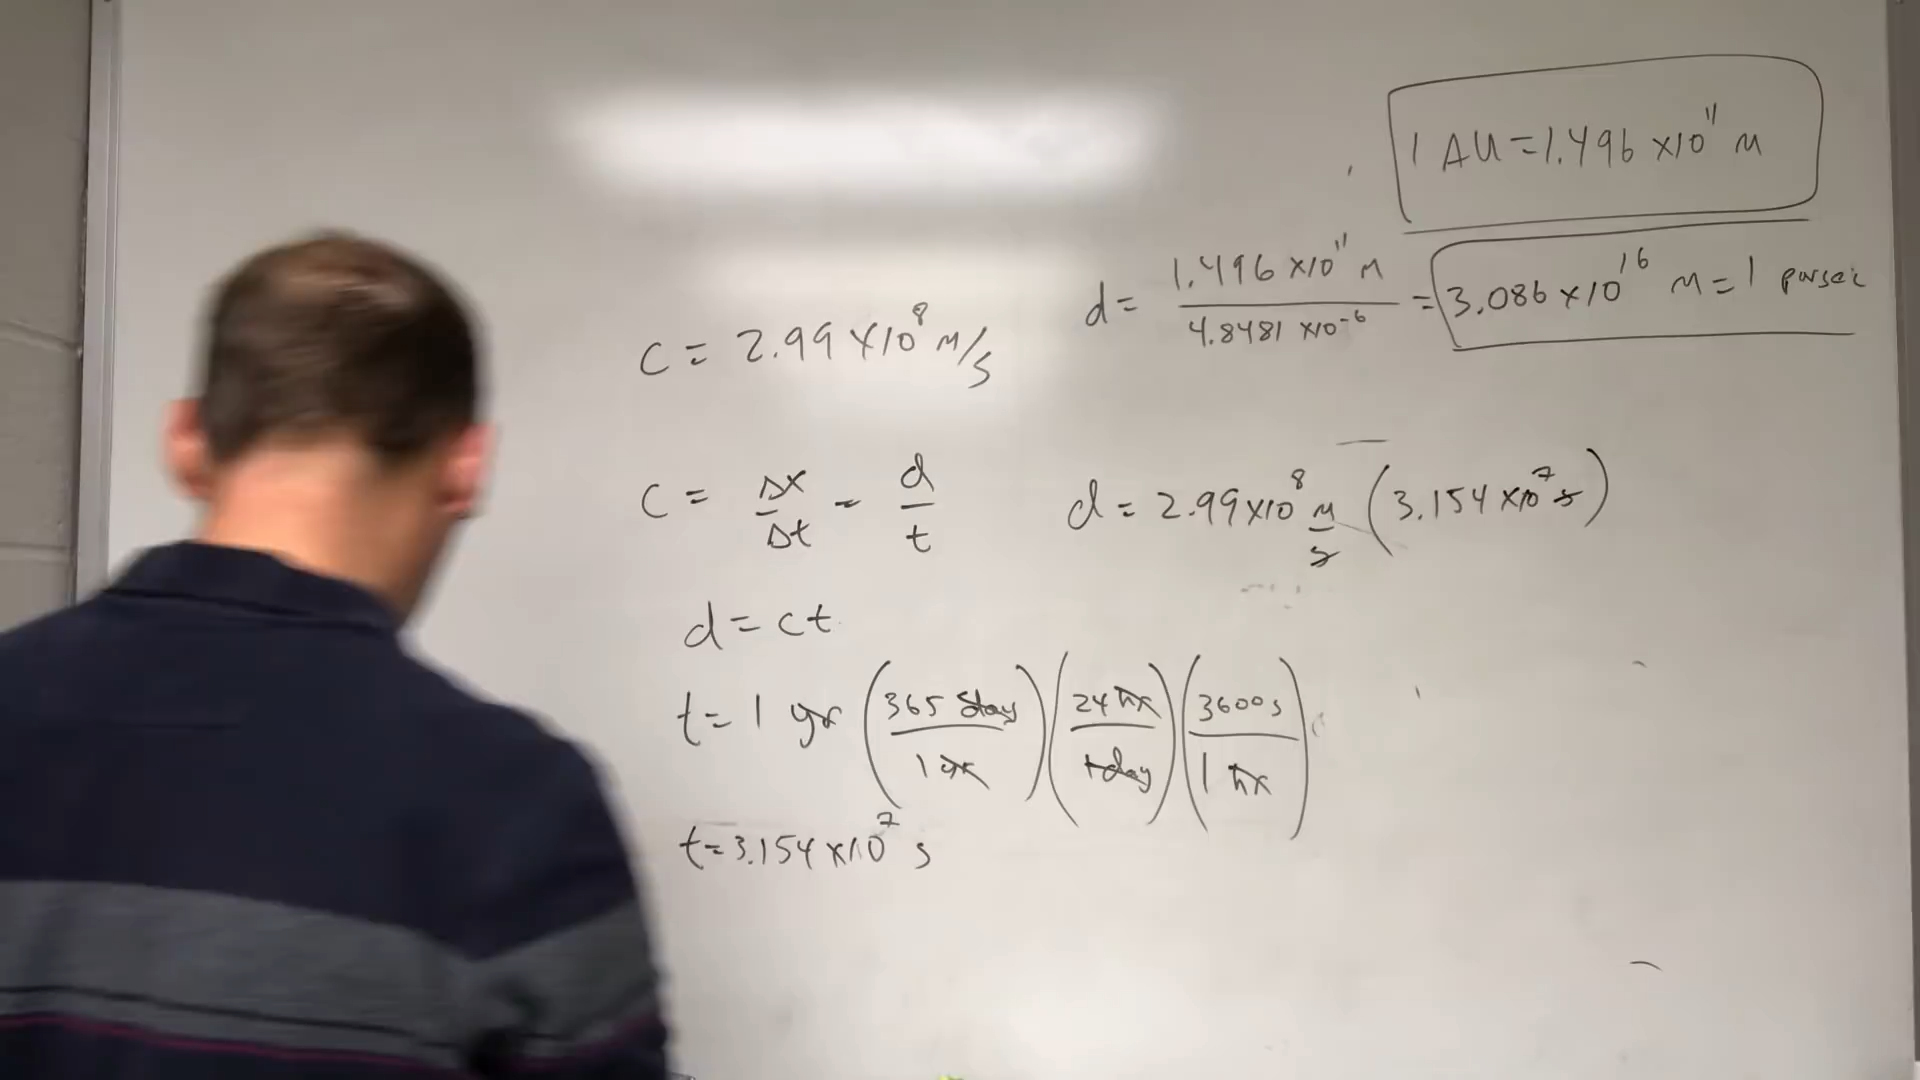 1 AU = 1.496 x10^11 m
d = 1.496 x10^11 m / 4.8481 x10^-6 = 3.086 x 10^16 m = 1 parsec
c = 2.99 x10^8 m/s
c = Δx/Δt = d/t
d = 2.99 x10^8 m/s (3.154 x10^7 s)
d = ct
t = 1 yr (365 day / 1 yr) (24 hr / 1 day) (3600 s / 1 hr)
t = 3.154 x10^7 s